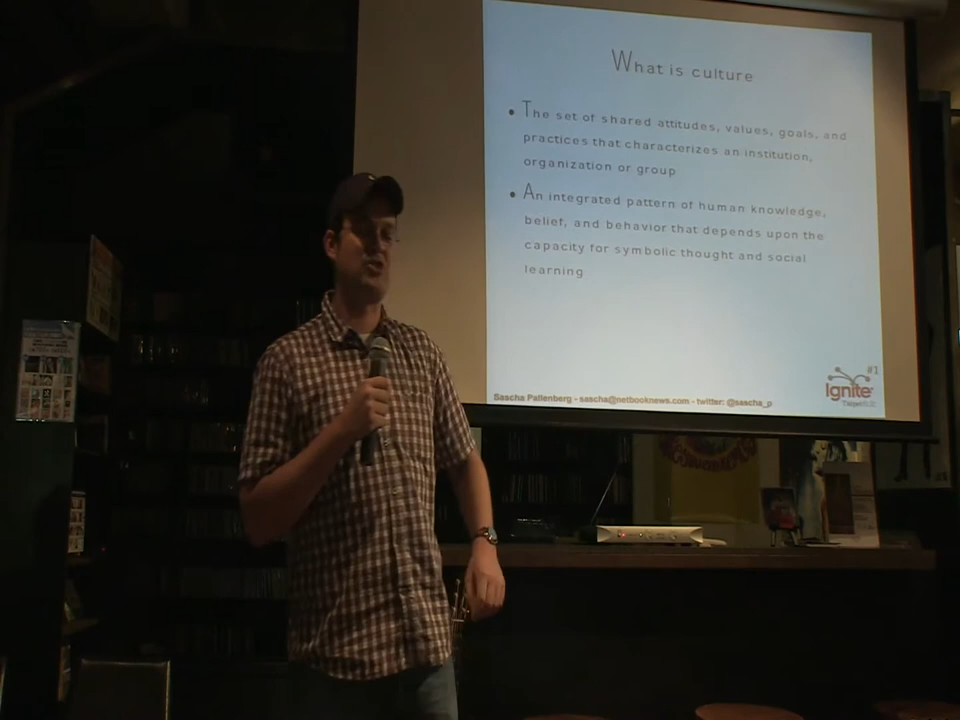 What is culture
• The set of shared attitudes, values, goals, and
practices that characterizes an institution,
organization or group
• An integrated pattern of human knowledge,
belief, and behavior that depends upon the
capacity for symbolic thought and social
learning
Sascha Pallenberg - sascha@netbooknews.com - twitter: @sascha_p
#1
Ignite
Taipei